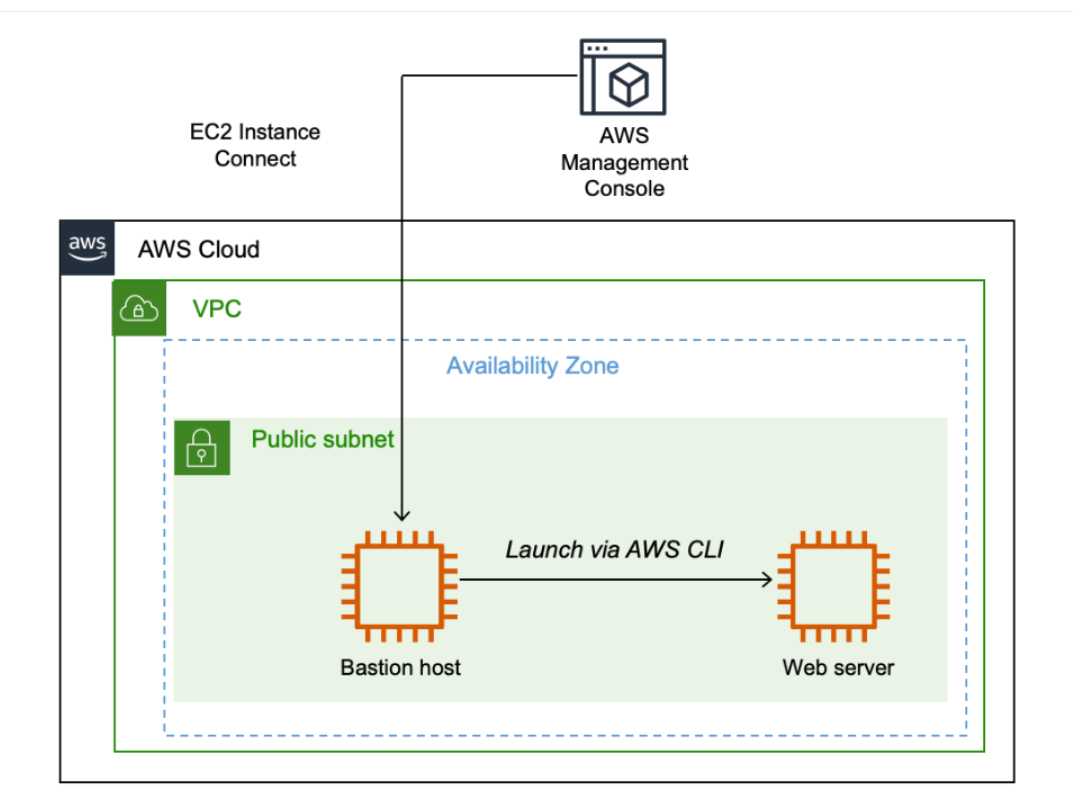 EC2 Instance
Connect
AWS
Management
Console
aws
AWS Cloud
VPC
Availability Zone
Public subnet
Launch via AWS CLI
Bastion host
Web server